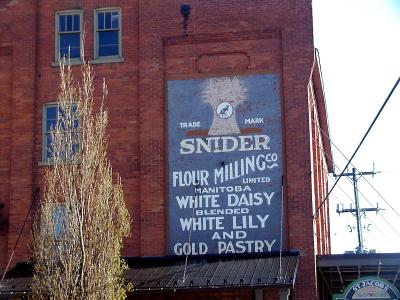 TRADE MARK
SNIDER
FLOUR MILLING CO
LIMITED
MANITOBA
WHITE DAISY
BLENDED
WHITE LILY
AND
GOLD PASTRY
ST. JACOBS